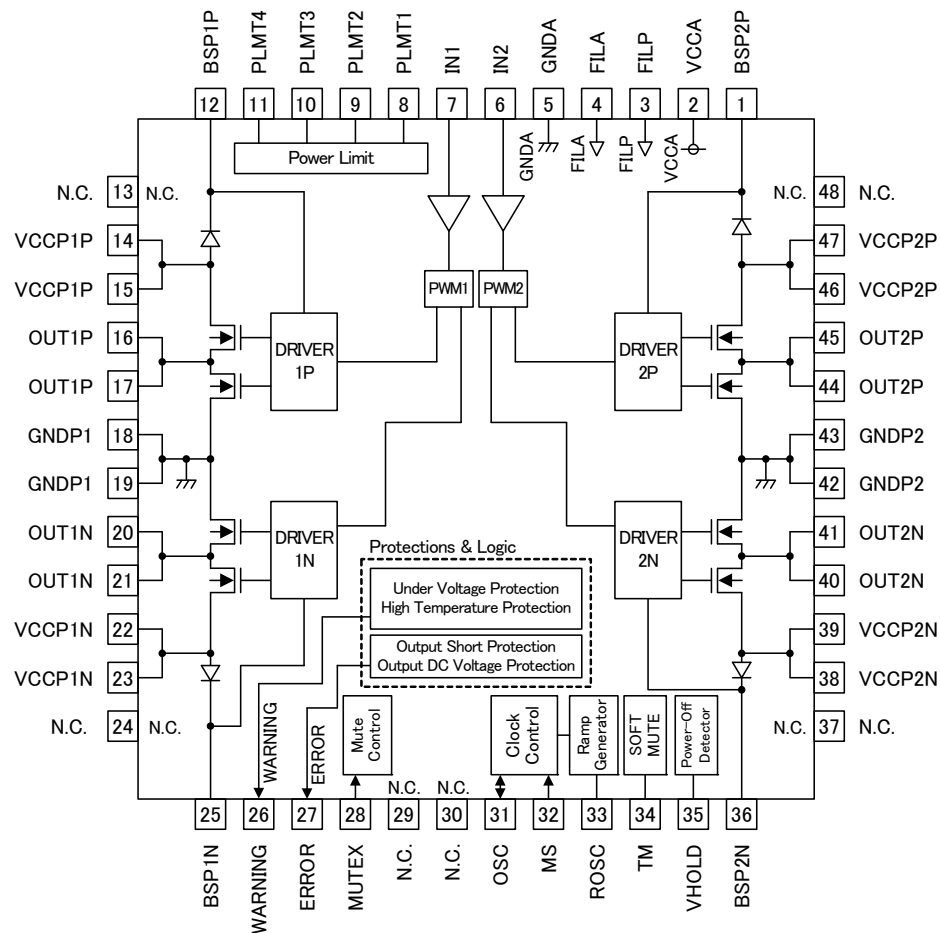 BSP1P
PLMT4
PLMT3
PLMT2
PLMT1
IN1
IN2
GNDA
FILA
FILP
VCCA
BSP2P
12
11
10
9
8
7
6
5
4
3
2
1
Power Limit
GNDA
FILA
FILP
VCCA
N.C.
13
N.C.
N.C.
48
N.C.
VCCP1P
14
47
VCCP2P
VCCP1P
15
PWM1
PWM2
46
VCCP2P
OUT1P
16
DRIVER
1P
DRIVER
2P
45
OUT2P
OUT1P
17
44
OUT2P
GNDP1
18
43
GNDP2
GNDP1
19
42
GNDP2
OUT1N
20
DRIVER
1N
DRIVER
2N
41
OUT2N
OUT1N
21
40
OUT2N
Protections & Logic
Under Voltage Protection
High Temperature Protection
Output Short Protection
Output DC Voltage Protection
VCCP1N
22
39
VCCP2N
VCCP1N
23
38
VCCP2N
N.C.
24
N.C.
N.C.
37
N.C.
WARNING
ERROR
Mute
Control
Clock
Control
Ramp
Generator
SOFT
MUTE
Power-Off
Detector
N.C.
N.C.
25
26
27
28
29
30
31
32
33
34
35
36
BSP1N
WARNING
ERROR
MUTEX
N.C.
N.C.
OSC
MS
ROSC
TM
VHOLD
BSP2N